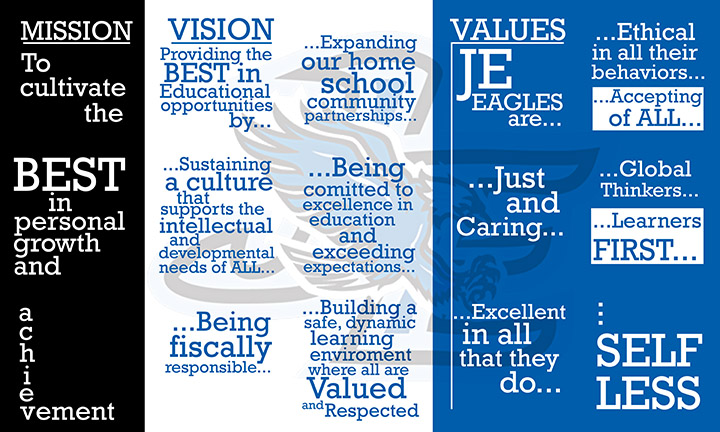 MISSION
To
cultivate
the
BEST
in
personal
growth
and
achievement
VISION
Providing the
BEST in
Educational
opportunities
by...
...Expanding
our home
school
community
partnerships...
...Sustaining
a culture
that
supports the
intellectual
and
developmental
needs of ALL...
...Being
comitted to
excellence in
education
and
exceeding
expectations...
...Being
fiscally
responsible...
...Building a
safe, dynamic
learning
enviroment
where all are
Valued
and Respected
VALUES
JE
EAGLES
are...
...Ethical
in all their
behaviors...
...Accepting
of ALL...
...Just
and
Caring...
...Global
Thinkers...
...Learners
FIRST...
...Excellent
in all
that they
do...
...
SELF
LESS